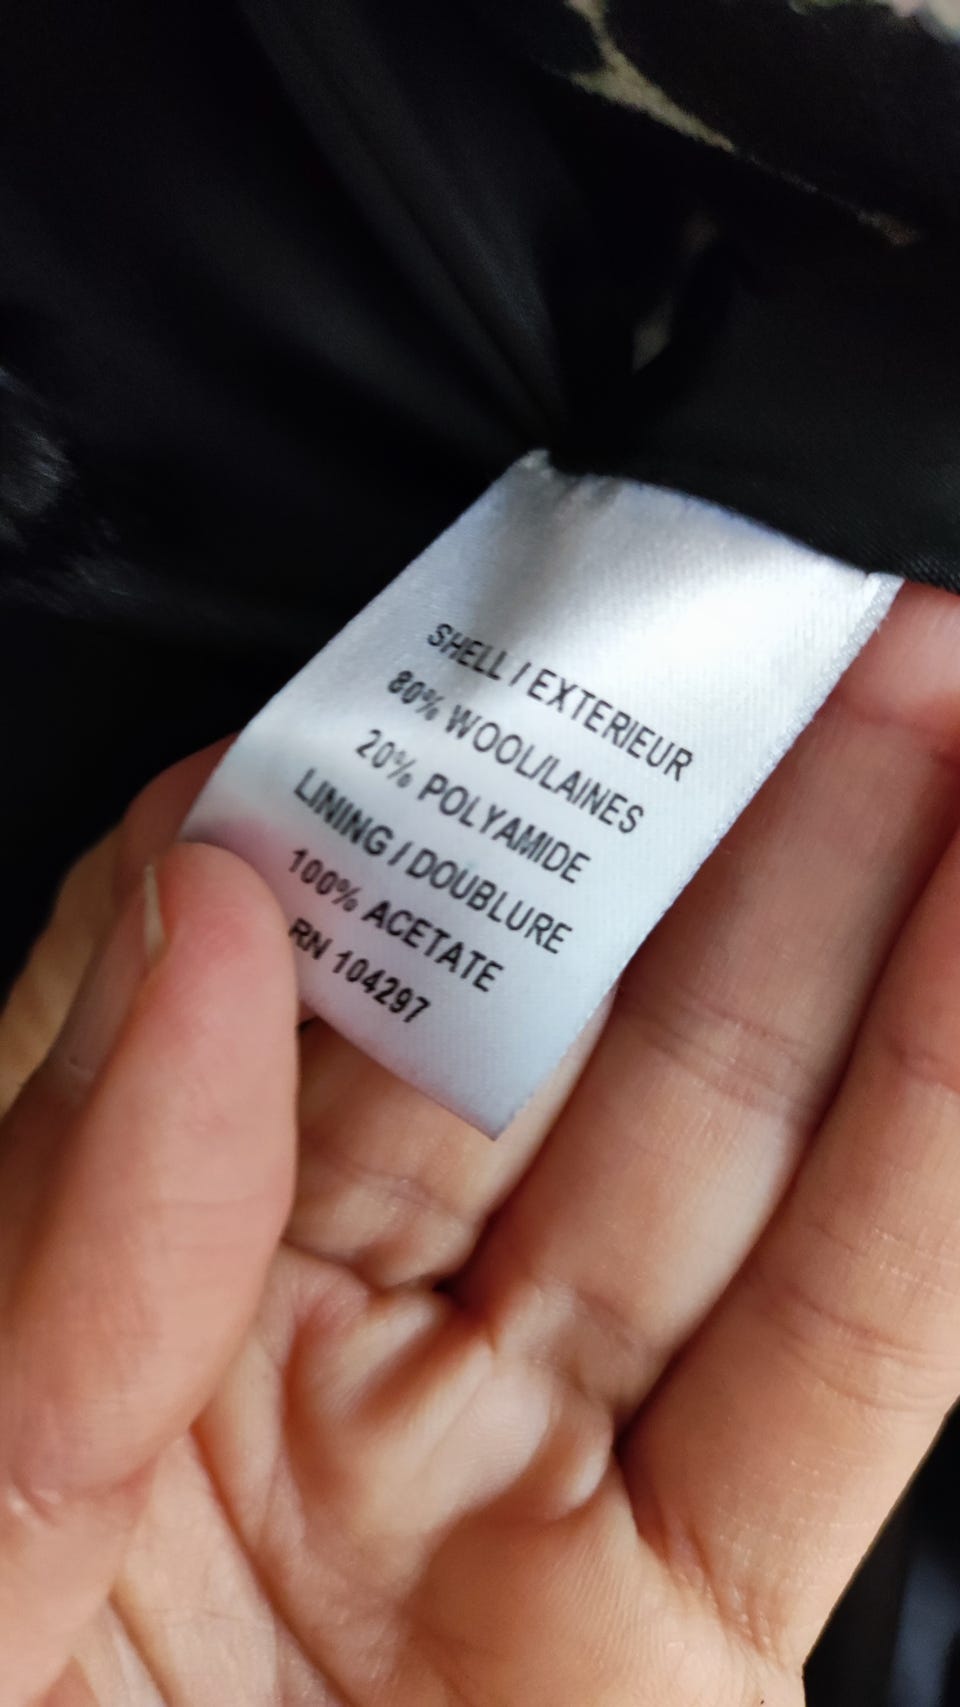 SHELL / EXTERIEUR
80% WOOL/LAINES
20% POLYAMIDE
LINING / DOUBLURE
100% ACETATE
RN 104297